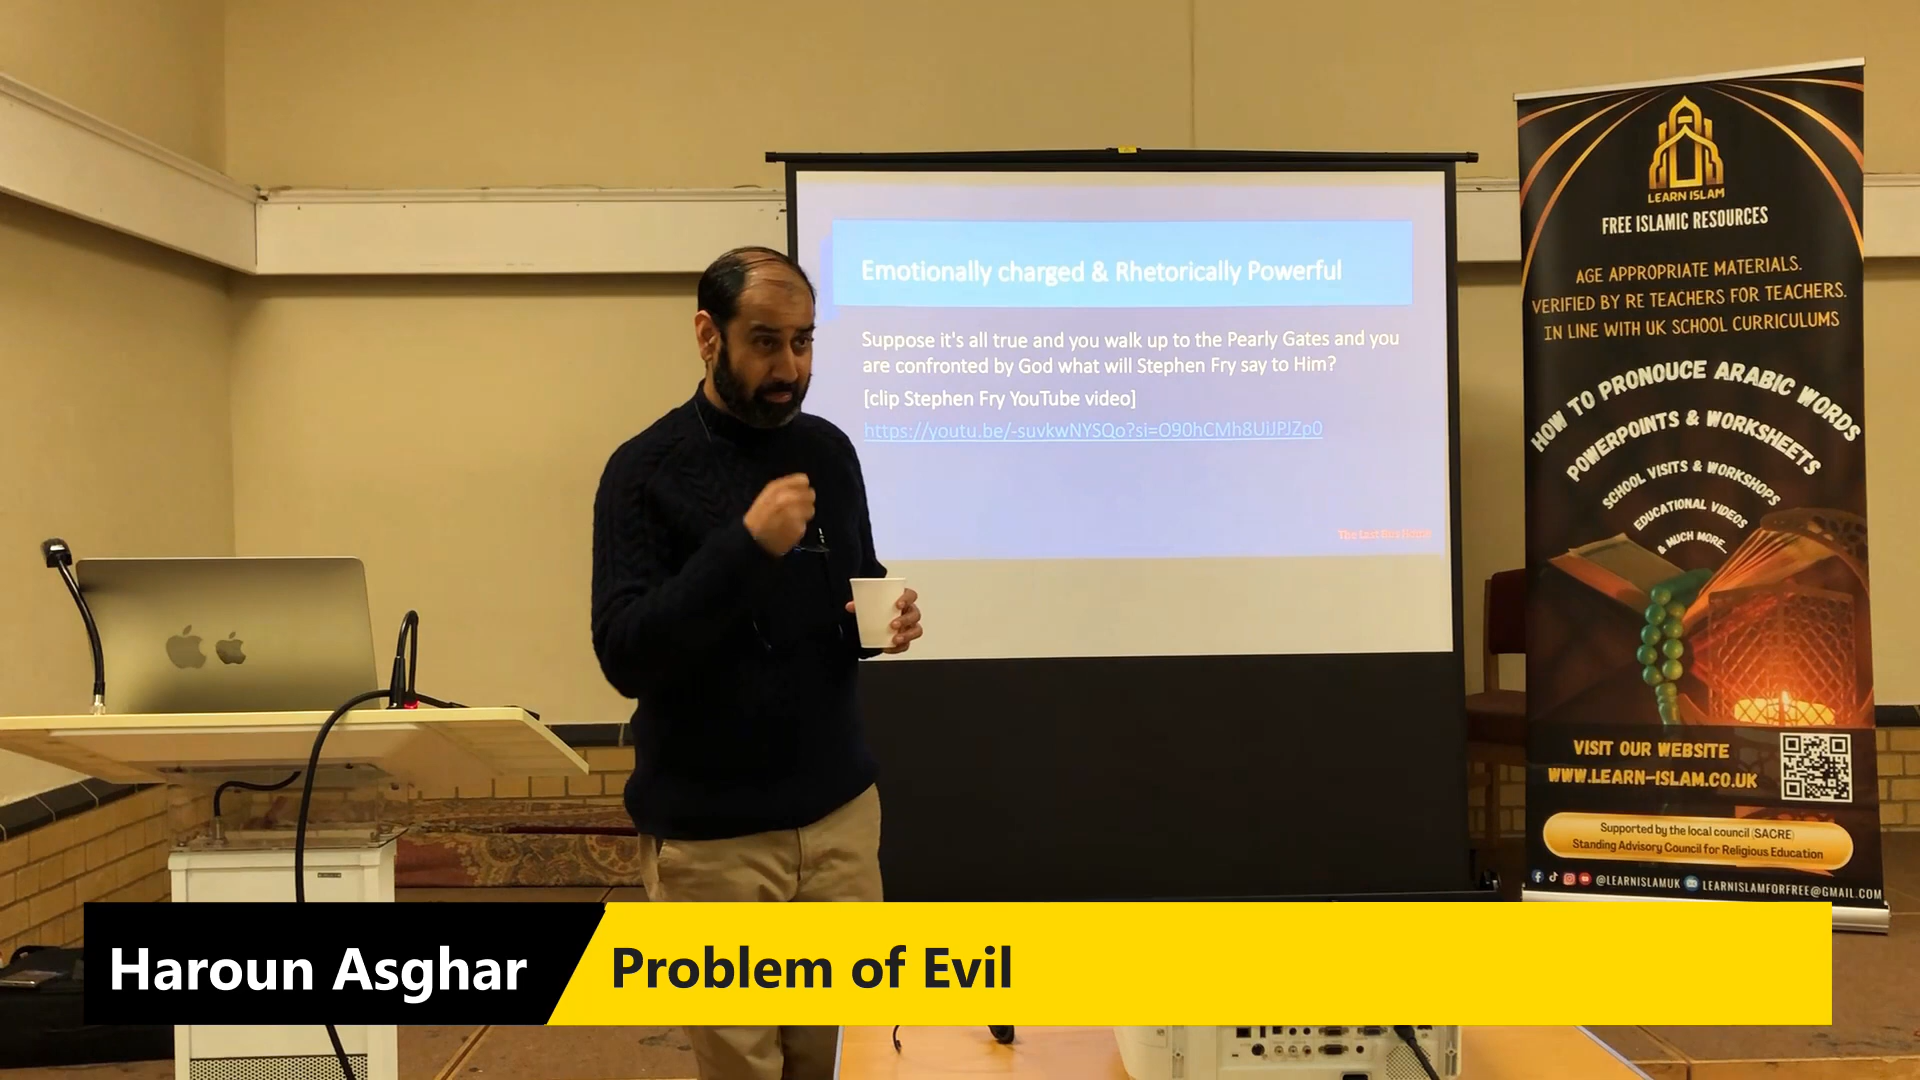 Emotionally charged & Rhetorically Powerful
Suppose it's all true and you walk up to the Pearly Gates and you
are confronted by God what will Stephen Fry say to Him?
[clip Stephen Fry YouTube video]
https://youtu.be/-suvkwNYSQo?si=O90hCMh8UiJPJZp0
LEARN ISLAM
FREE ISLAMIC RESOURCES
AGE APPROPRIATE MATERIALS.
VERIFIED BY RE TEACHERS FOR TEACHERS.
IN LINE WITH UK SCHOOL CURRICULUMS
HOW TO PRONOUCE ARABIC WORDS
POWERPOINTS & WORKSHEETS
SCHOOL VISITS & WORKSHOPS
EDUCATIONAL VIDEOS
& MUCH MORE...
VISIT OUR WEBSITE
WWW.LEARN-ISLAM.CO.UK
Supported by the local council (SACRE)
Standing Advisory Council for Religious Education
@LEARNISLAMUK LEARNISLAMFORFREE@GMAIL.COM
Haroun Asghar
Problem of Evil